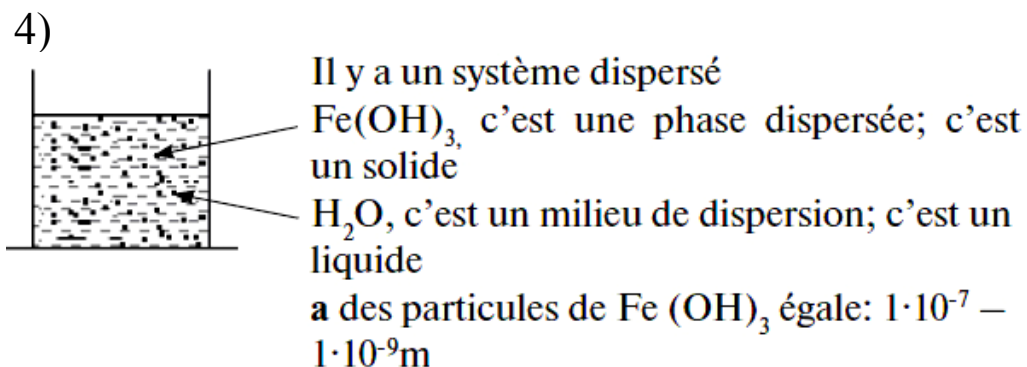 4)
Il y a un système dispersé
Fe(OH)₃, c’est une phase dispersée; c’est
un solide
H₂O, c’est un milieu de dispersion; c’est un
liquide
a des particules de Fe (OH)₃ égale: 1·10⁻⁷ –
1·10⁻⁹m